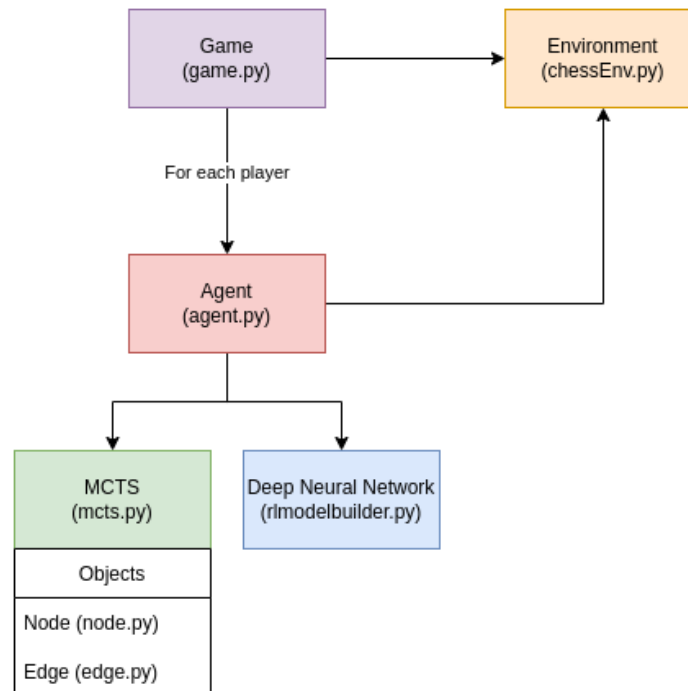 Game
(game.py)
Environment
(chessEnv.py)
For each player
Agent
(agent.py)
MCTS
(mcts.py)
Deep Neural Network
(rlmodelbuilder.py)
Objects
Node (node.py)
Edge (edge.py)